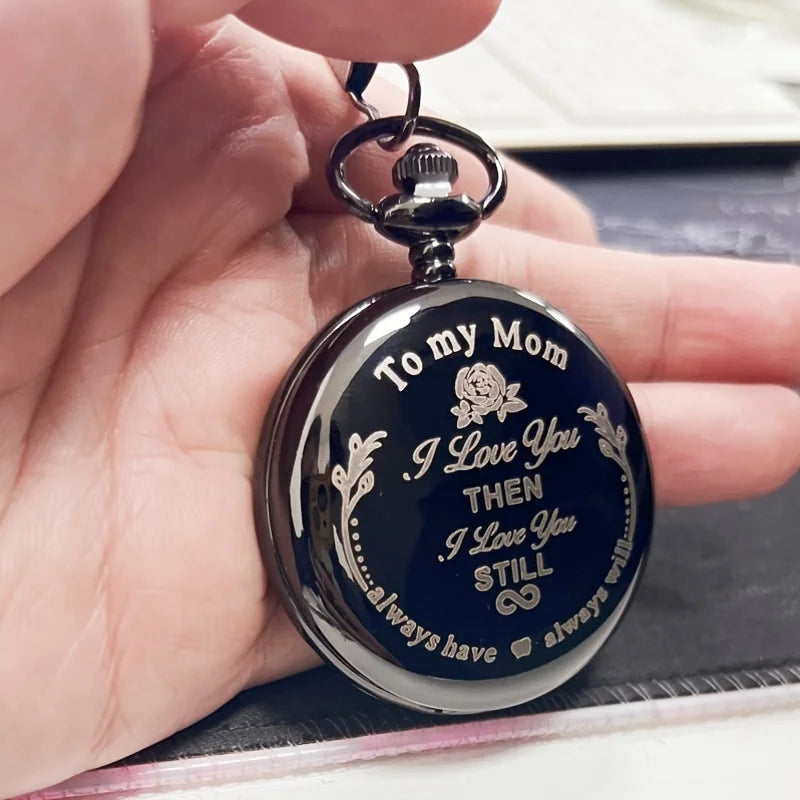 To my Mom
I Love You
THEN
I Love You
STILL
always have always will